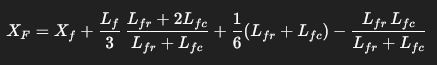 X_F = X_f + \frac{L_f}{3} \frac{L_{fr} + 2L_{fc}}{L_{fr} + L_{fc}} + \frac{1}{6}(L_{fr} + L_{fc}) - \frac{L_{fr} L_{fc}}{L_{fr} + L_{fc}}